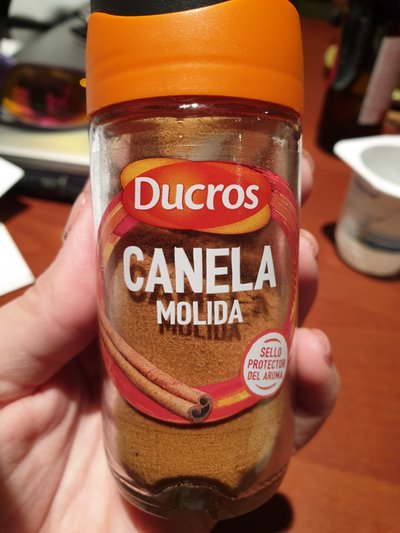 Ducros
CANELA
MOLIDA
SELLO
PROTECTOR
DEL AROMA